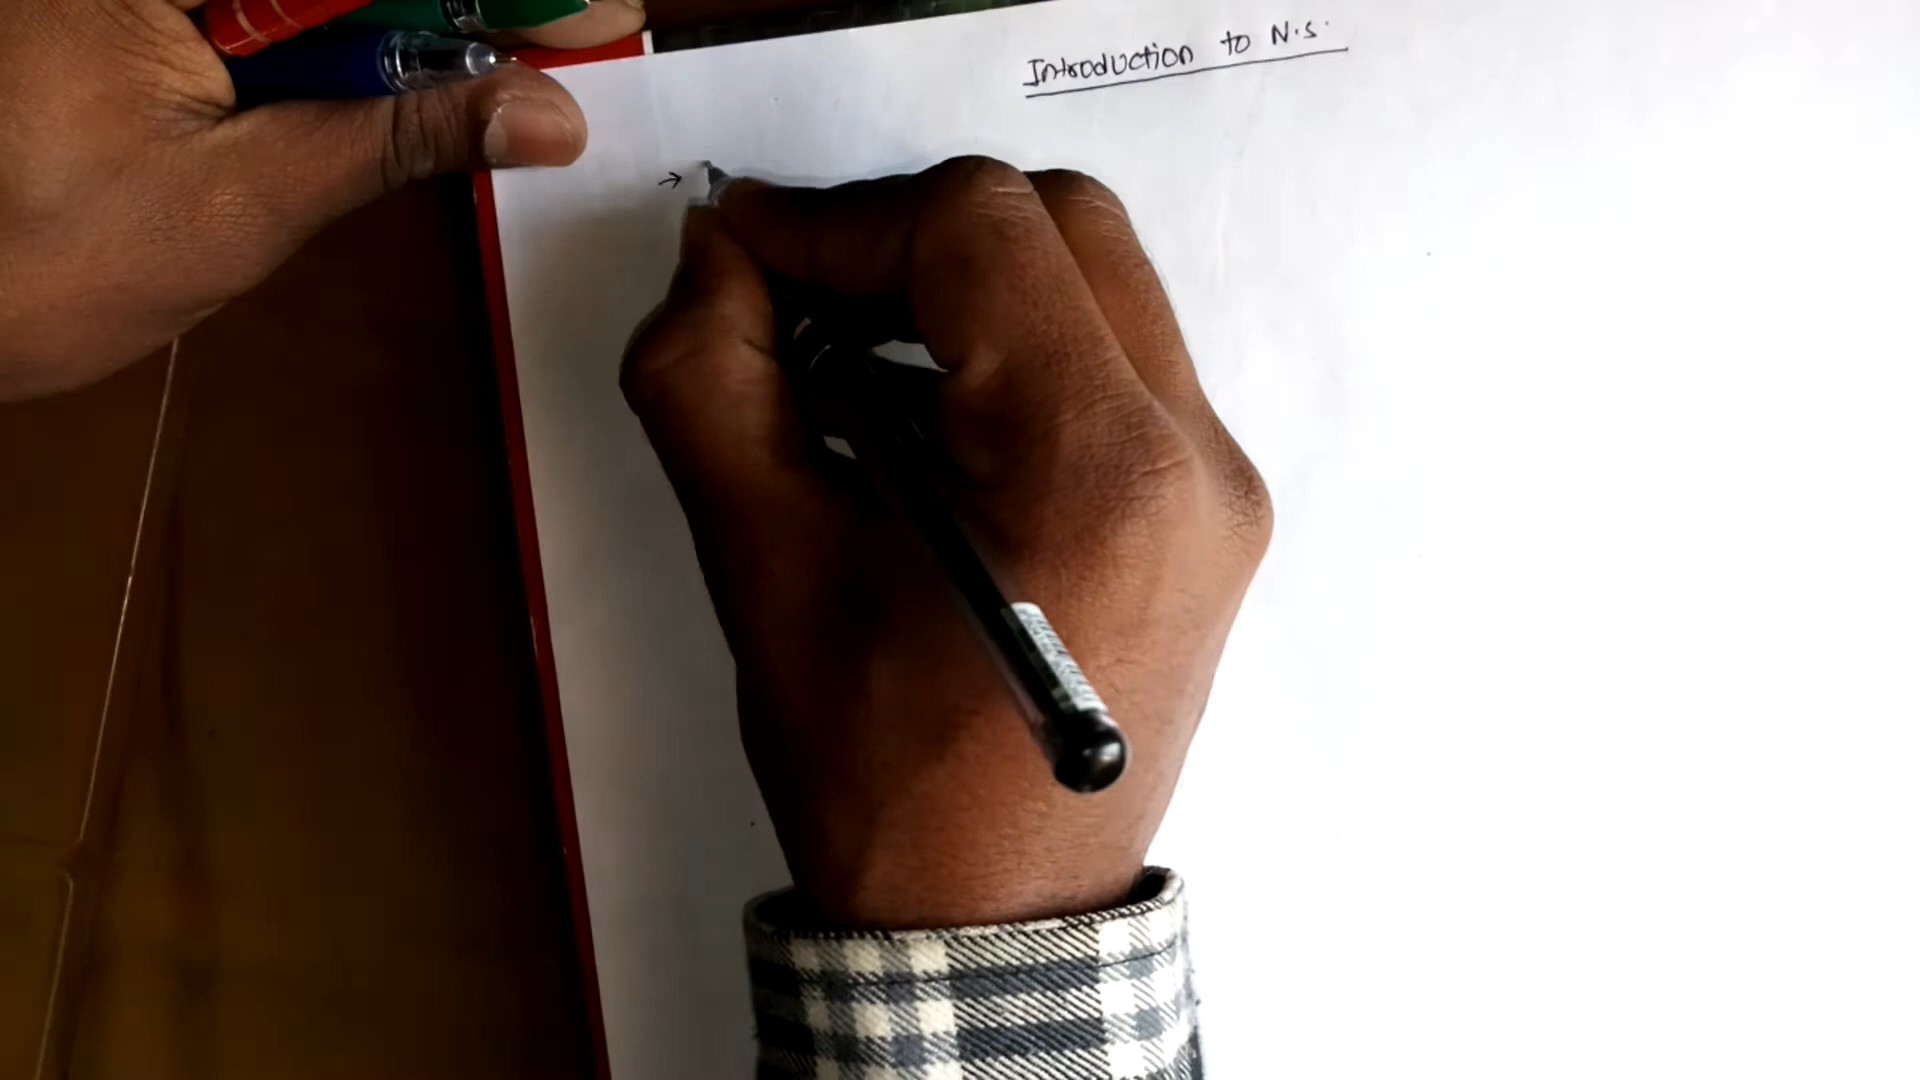 Introduction to N.S.
→